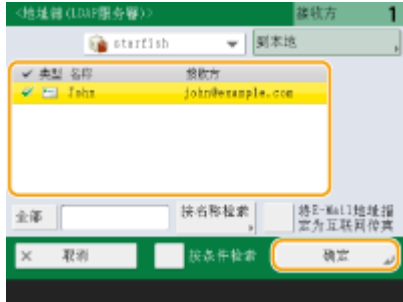 <地址簿(LDAP服务器)> 接收方 1
starfish 到本地
类型 名称 接收方
John john@example.com
全部 按名称检索 将E-Mail地址指定为互联网传真
× 取消 按条件检索 确定